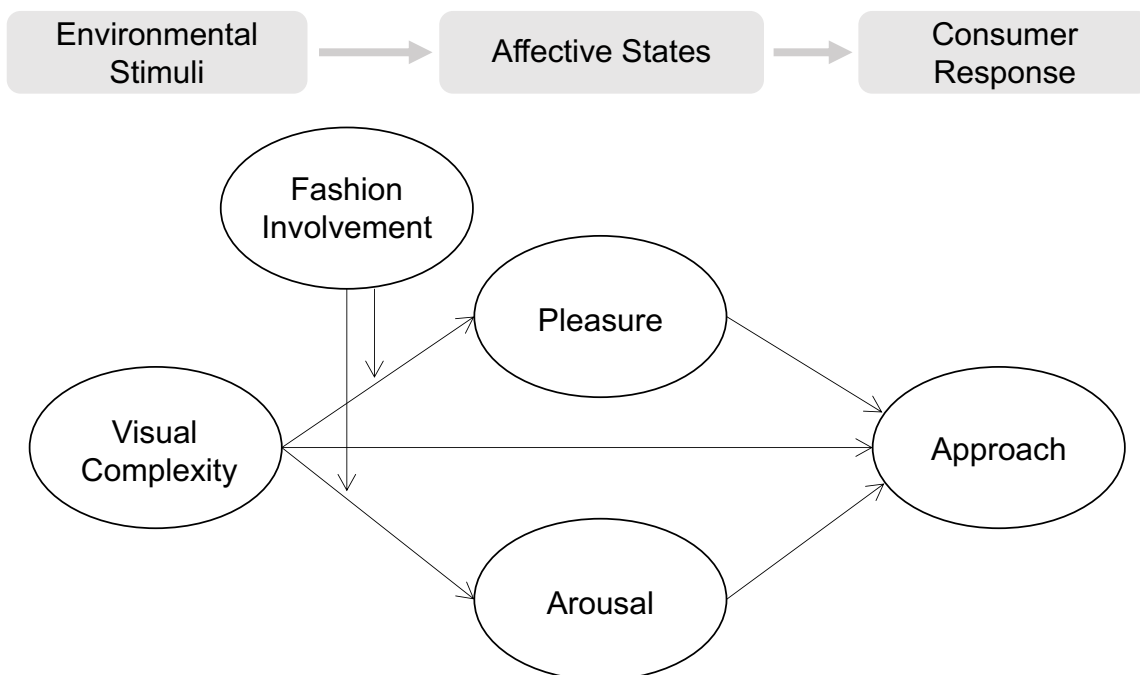 Environmental
Stimuli
Affective States
Consumer
Response
Fashion
Involvement
Pleasure
Visual
Complexity
Approach
Arousal